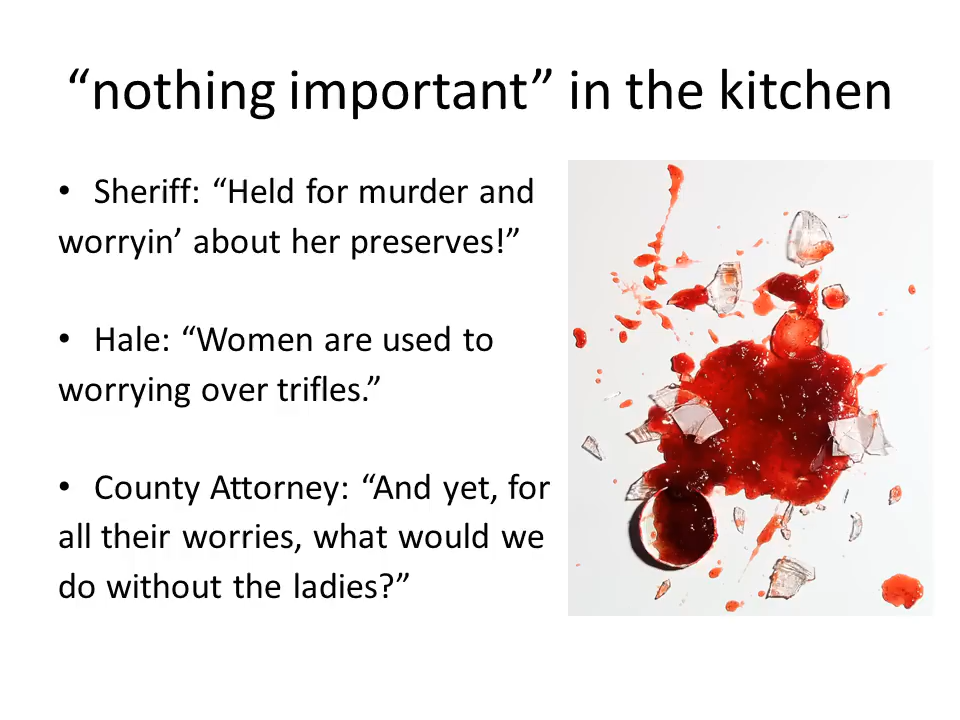 “nothing important” in the kitchen
• Sheriff: “Held for murder and
worryin’ about her preserves!”
• Hale: “Women are used to
worrying over trifles.”
• County Attorney: “And yet, for
all their worries, what would we
do without the ladies?”